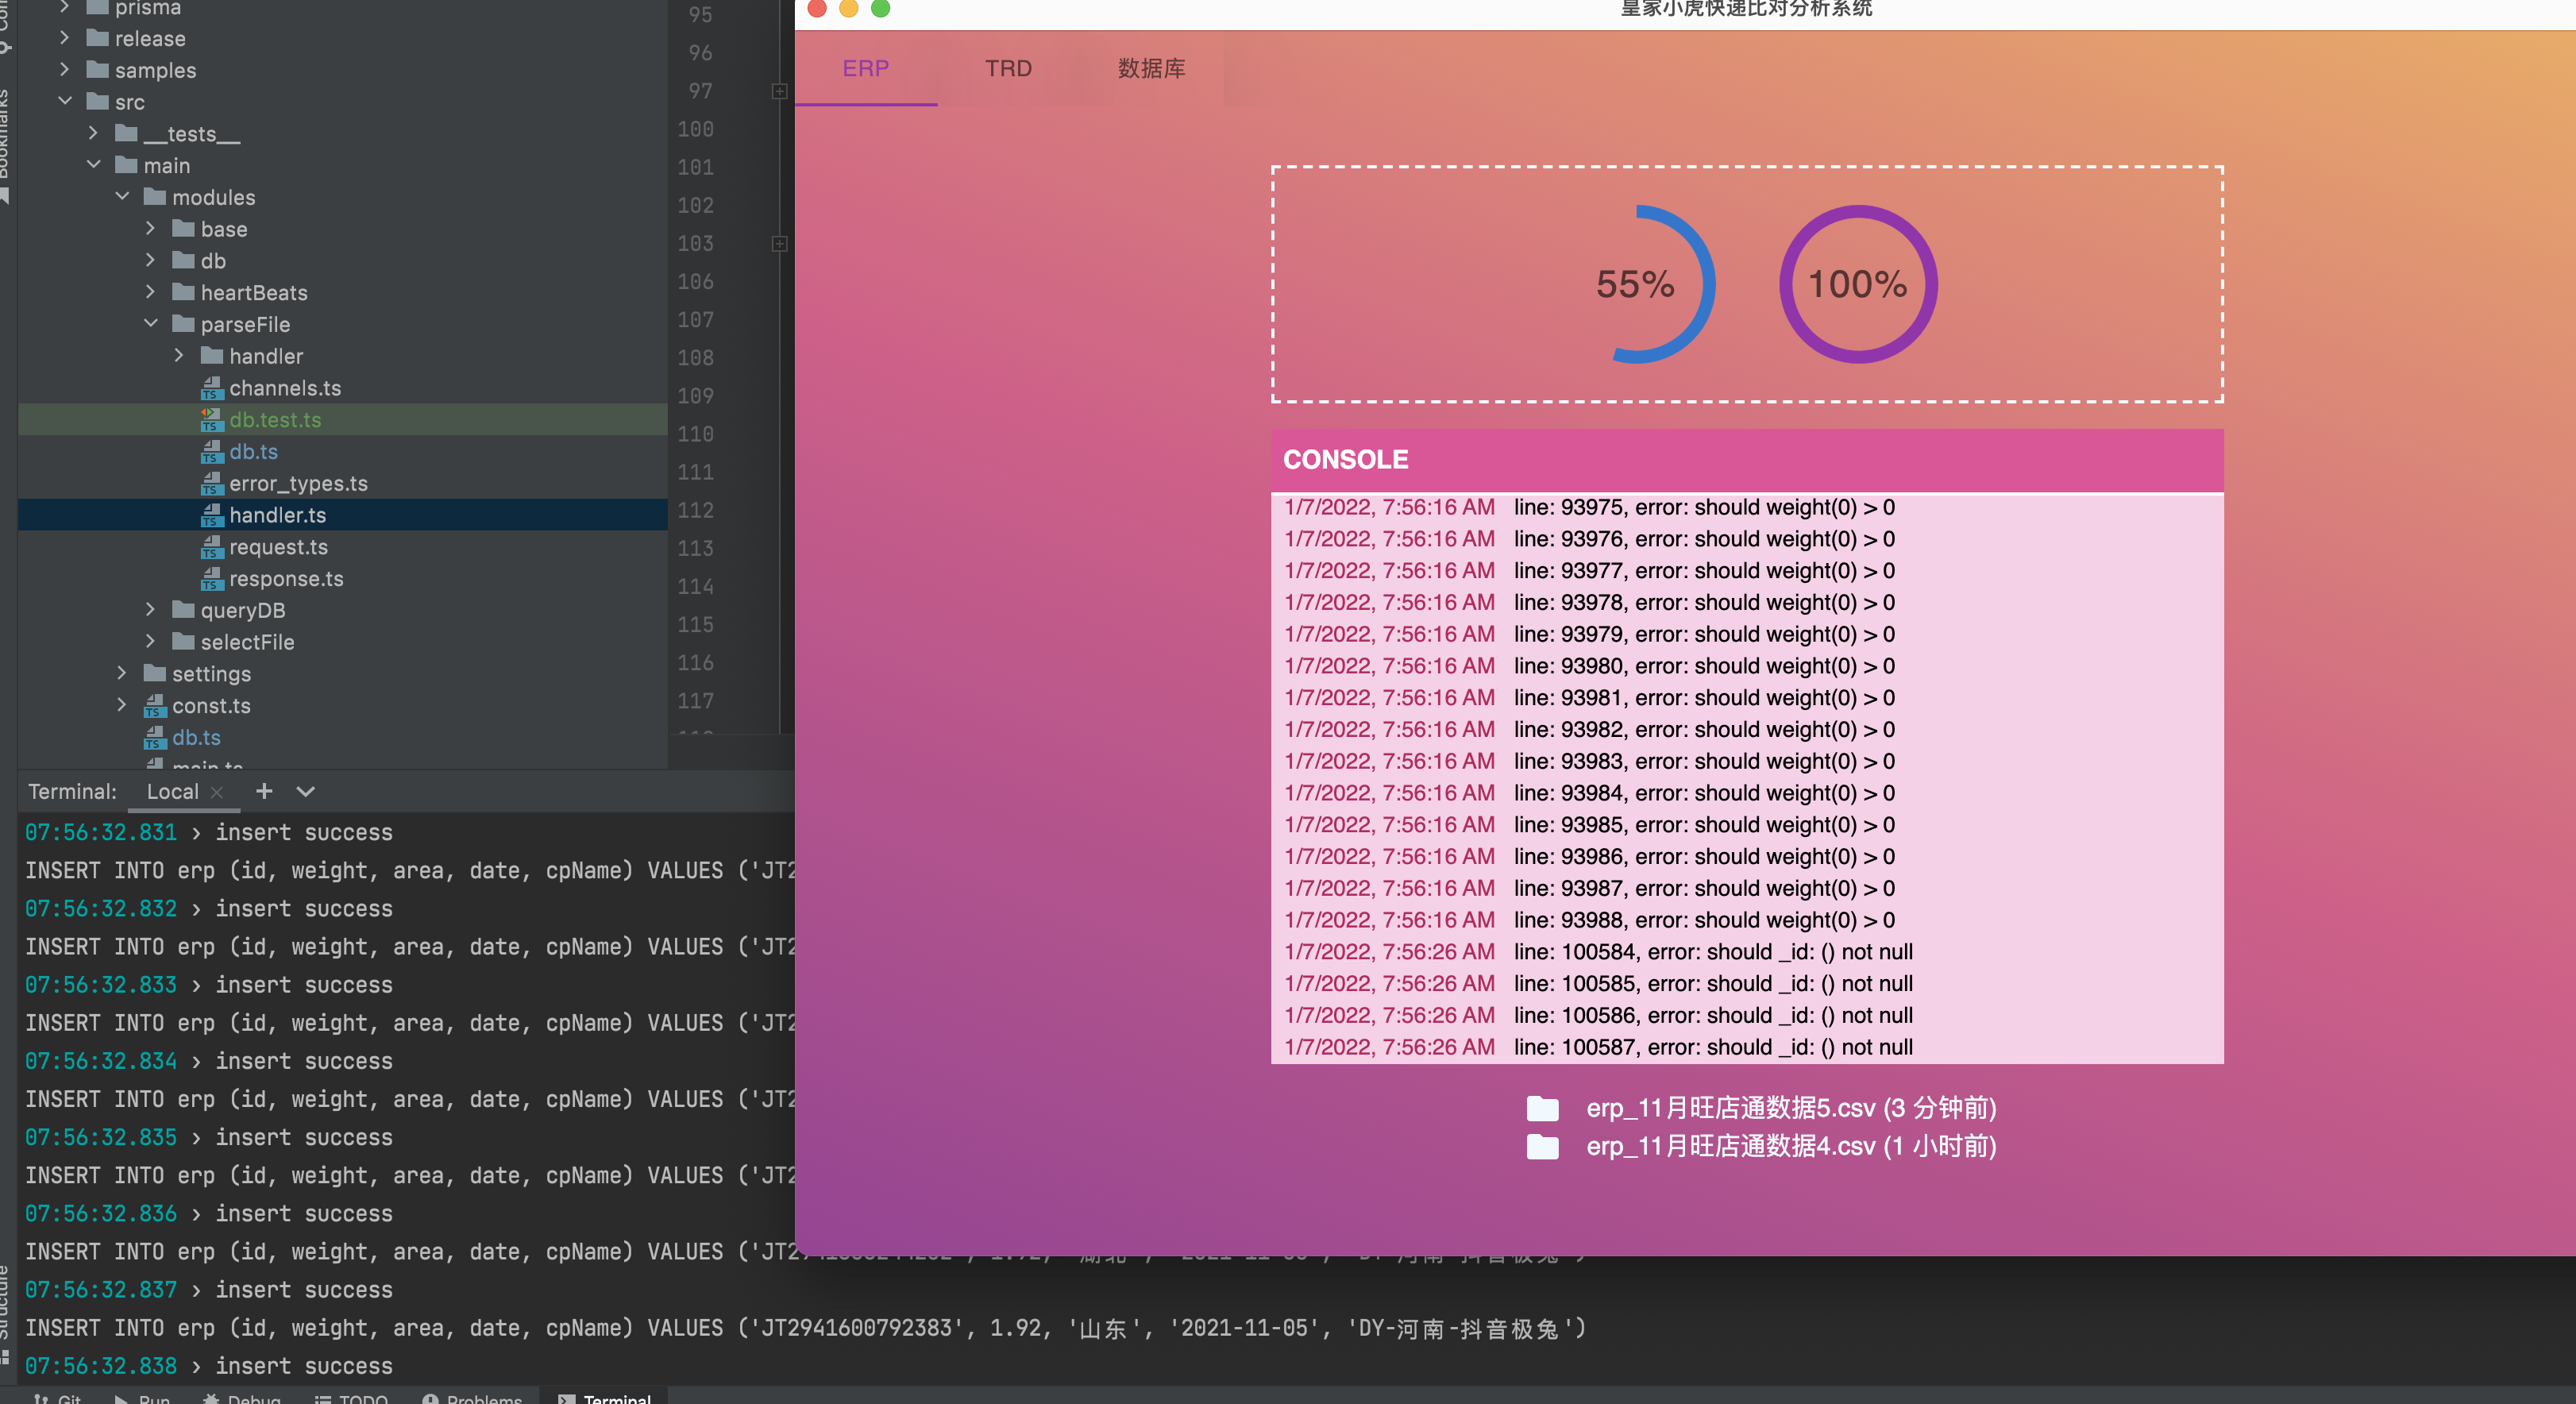 prisma
release
samples
src
__tests__
main
modules
base
db
heartBeats
parseFile
handler
channels.ts
db.test.ts
db.ts
error_types.ts
handler.ts
request.ts
response.ts
queryDB
selectFile
settings
const.ts
db.ts
main.ts
Bookmarks
Structure
95
96
97
100
101
102
103
106
107
108
109
110
111
112
113
114
115
116
117
皇家小虎快递比对分析系统
ERP
TRD
数据库
55%
100%
CONSOLE
1/7/2022, 7:56:16 AM line: 93975, error: should weight(0) > 0
1/7/2022, 7:56:16 AM line: 93976, error: should weight(0) > 0
1/7/2022, 7:56:16 AM line: 93977, error: should weight(0) > 0
1/7/2022, 7:56:16 AM line: 93978, error: should weight(0) > 0
1/7/2022, 7:56:16 AM line: 93979, error: should weight(0) > 0
1/7/2022, 7:56:16 AM line: 93980, error: should weight(0) > 0
1/7/2022, 7:56:16 AM line: 93981, error: should weight(0) > 0
1/7/2022, 7:56:16 AM line: 93982, error: should weight(0) > 0
1/7/2022, 7:56:16 AM line: 93983, error: should weight(0) > 0
1/7/2022, 7:56:16 AM line: 93984, error: should weight(0) > 0
1/7/2022, 7:56:16 AM line: 93985, error: should weight(0) > 0
1/7/2022, 7:56:16 AM line: 93986, error: should weight(0) > 0
1/7/2022, 7:56:16 AM line: 93987, error: should weight(0) > 0
1/7/2022, 7:56:16 AM line: 93988, error: should weight(0) > 0
1/7/2022, 7:56:26 AM line: 100584, error: should _id: () not null
1/7/2022, 7:56:26 AM line: 100585, error: should _id: () not null
1/7/2022, 7:56:26 AM line: 100586, error: should _id: () not null
1/7/2022, 7:56:26 AM line: 100587, error: should _id: () not null
erp_11月旺店通数据5.csv (3 分钟前)
erp_11月旺店通数据4.csv (1 小时前)
Terminal: Local
07:56:32.831 › insert success
INSERT INTO erp (id, weight, area, date, cpName) VALUES ('JT2
07:56:32.832 › insert success
INSERT INTO erp (id, weight, area, date, cpName) VALUES ('JT2
07:56:32.833 › insert success
INSERT INTO erp (id, weight, area, date, cpName) VALUES ('JT2
07:56:32.834 › insert success
INSERT INTO erp (id, weight, area, date, cpName) VALUES ('JT2
07:56:32.835 › insert success
INSERT INTO erp (id, weight, area, date, cpName) VALUES ('JT2
07:56:32.836 › insert success
INSERT INTO erp (id, weight, area, date, cpName) VALUES
07:56:32.837 › insert success
INSERT INTO erp (id, weight, area, date, cpName) VALUES ('JT2941600792383', 1.92, '山东', '2021-11-05', 'DY-河南-抖音极兔')
07:56:32.838 › insert success
Git Run Debug TODO Problems Terminal